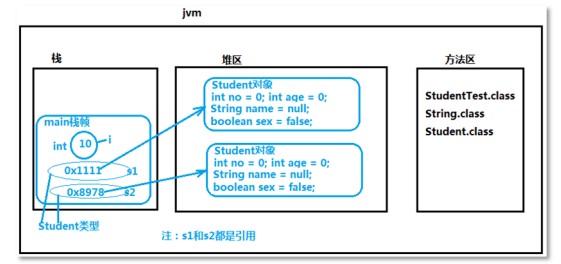 jvm
栈
堆区
方法区
main栈帧
int
10
i
0x1111
s1
0x8978
s2
Student类型
Student对象
int no = 0; int age = 0;
String name = null;
boolean sex = false;
Student对象
int no = 0; int age = 0;
String name = null;
boolean sex = false;
StudentTest.class
String.class
Student.class
注：s1和s2都是引用